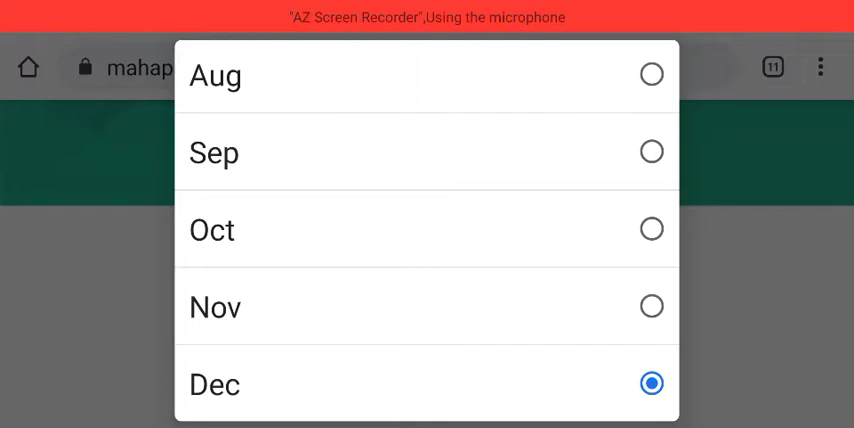 "AZ Screen Recorder",Using the microphone
mahap
11
Aug
Sep
Oct
Nov
Dec